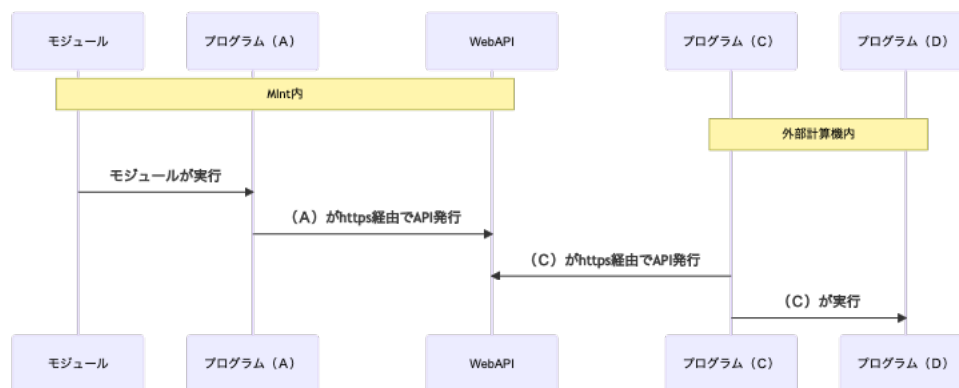 モジュール
プログラム（A）
WebAPI
プログラム（C）
プログラム（D）
MInt内
外部計算機内
モジュールが実行
（A）がhttps経由でAPI発行
（C）がhttps経由でAPI発行
（C）が実行
モジュール
プログラム（A）
WebAPI
プログラム（C）
プログラム（D）